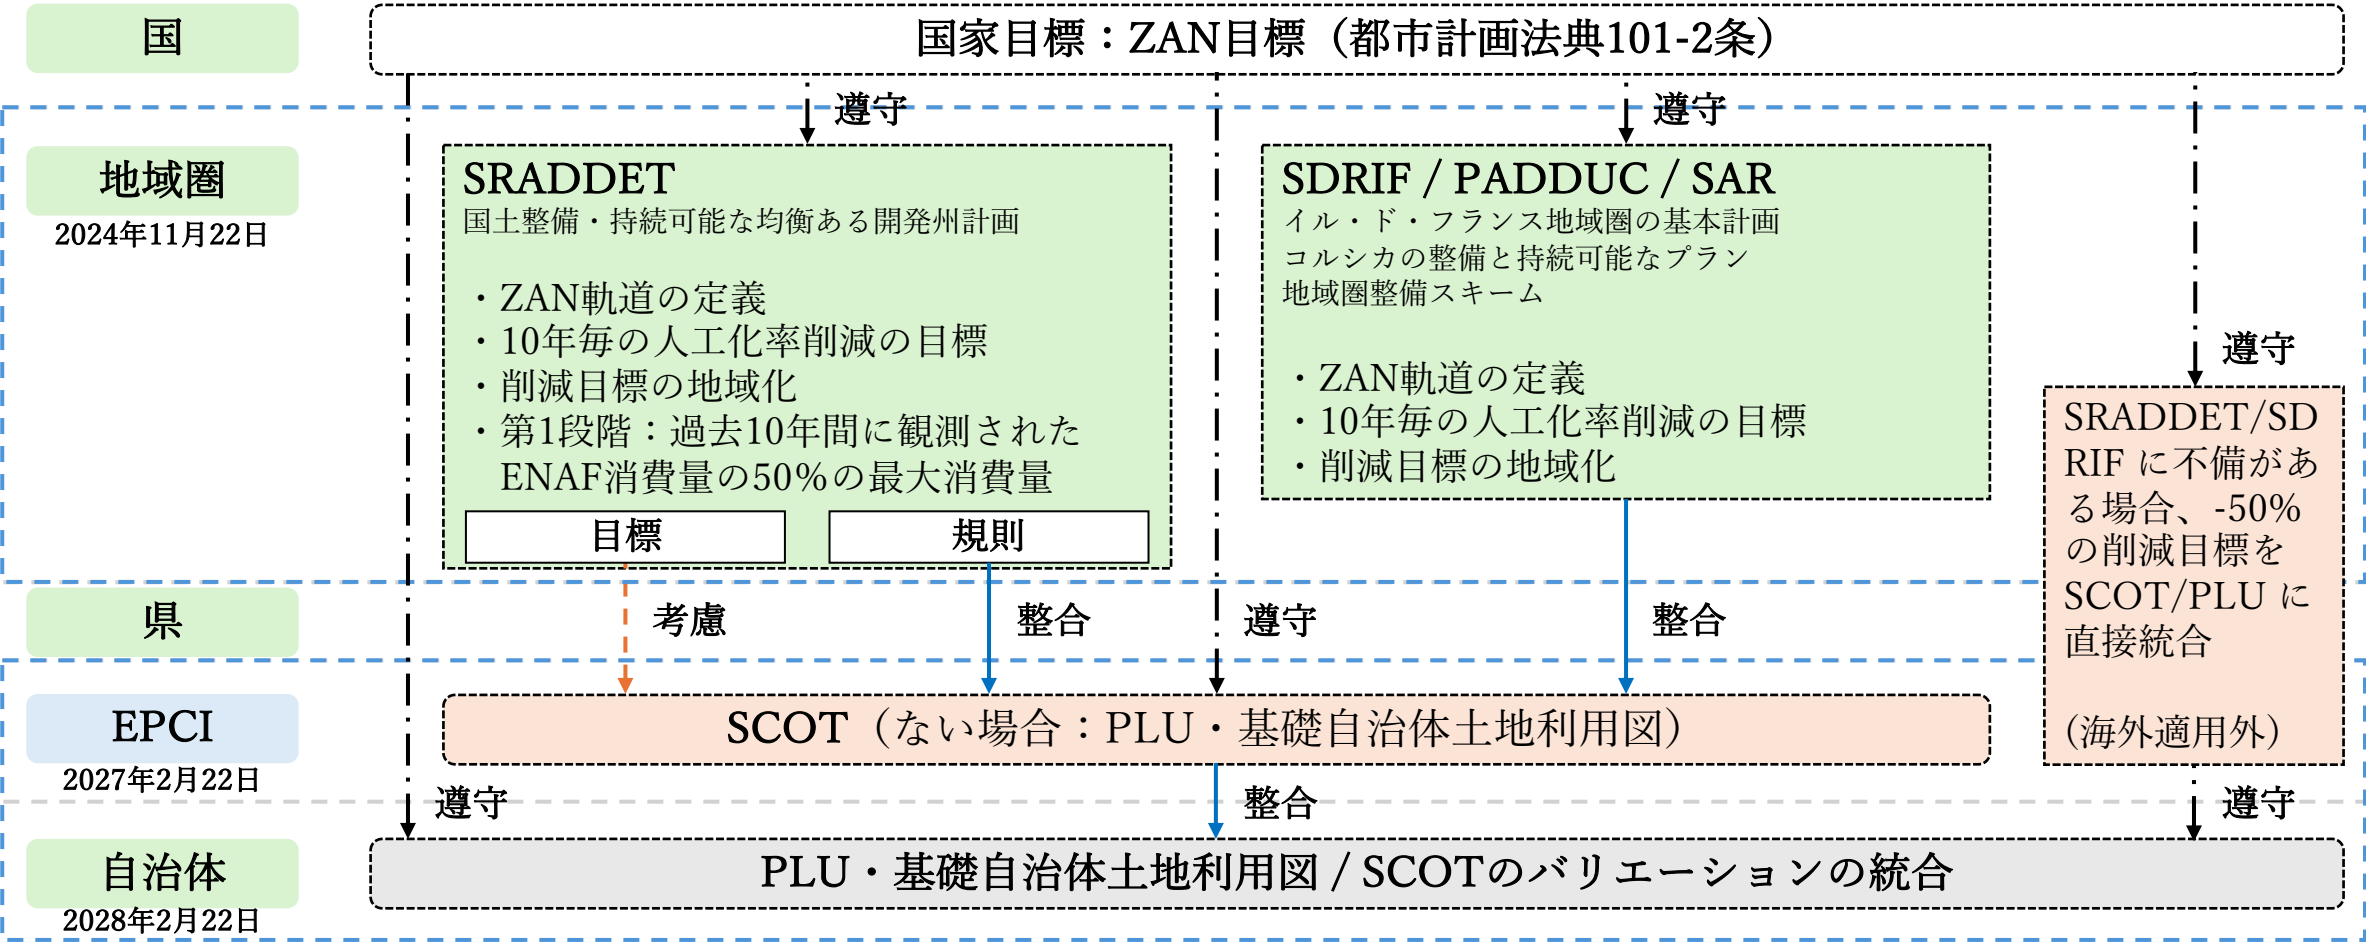 国
国家目標：ZAN目標（都市計画法典101-2条）
遵守
遵守
地域圏
2024年11月22日
SRADDET
国土整備・持続可能な均衡ある開発州計画
・ZAN軌道の定義
・10年毎の人工化率削減の目標
・削減目標の地域化
・第1段階：過去10年間に観測された
ENAF消費量の50%の最大消費量
目標
規則
SDRIF / PADDUC / SAR
イル・ド・フランス地域圏の基本計画
コルシカの整備と持続可能なプラン
地域圏整備スキーム
・ZAN軌道の定義
・10年毎の人工化率削減の目標
・削減目標の地域化
遵守
SRADDET/SD
RIF に不備があ
る場合、-50%
の削減目標を
SCOT/PLU に
直接統合
(海外適用外）
県
考慮
整合
遵守
整合
EPCI
2027年2月22日
SCOT（ない場合：PLU・基礎自治体土地利用図）
遵守
整合
遵守
自治体
2028年2月22日
PLU・基礎自治体土地利用図 / SCOTのバリエーションの統合